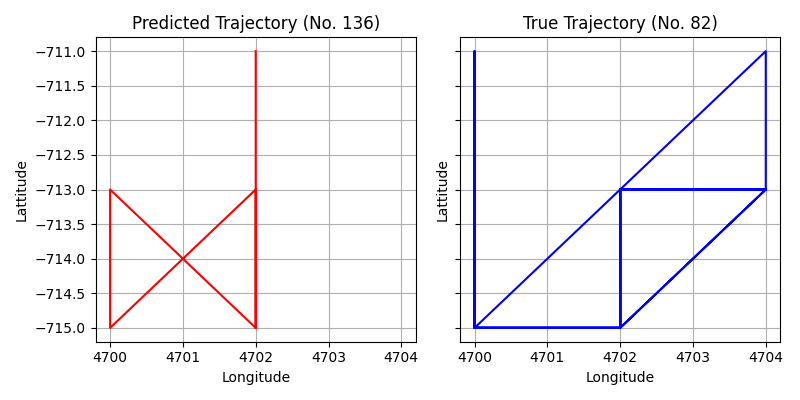 Predicted Trajectory (No. 136)
−711.0
−711.5
−712.0
−712.5
−713.0
−713.5
−714.0
−714.5
−715.0
Lattitude
4700 4701 4702 4703 4704
Longitude
True Trajectory (No. 82)
Lattitude
4700 4701 4702 4703 4704
Longitude